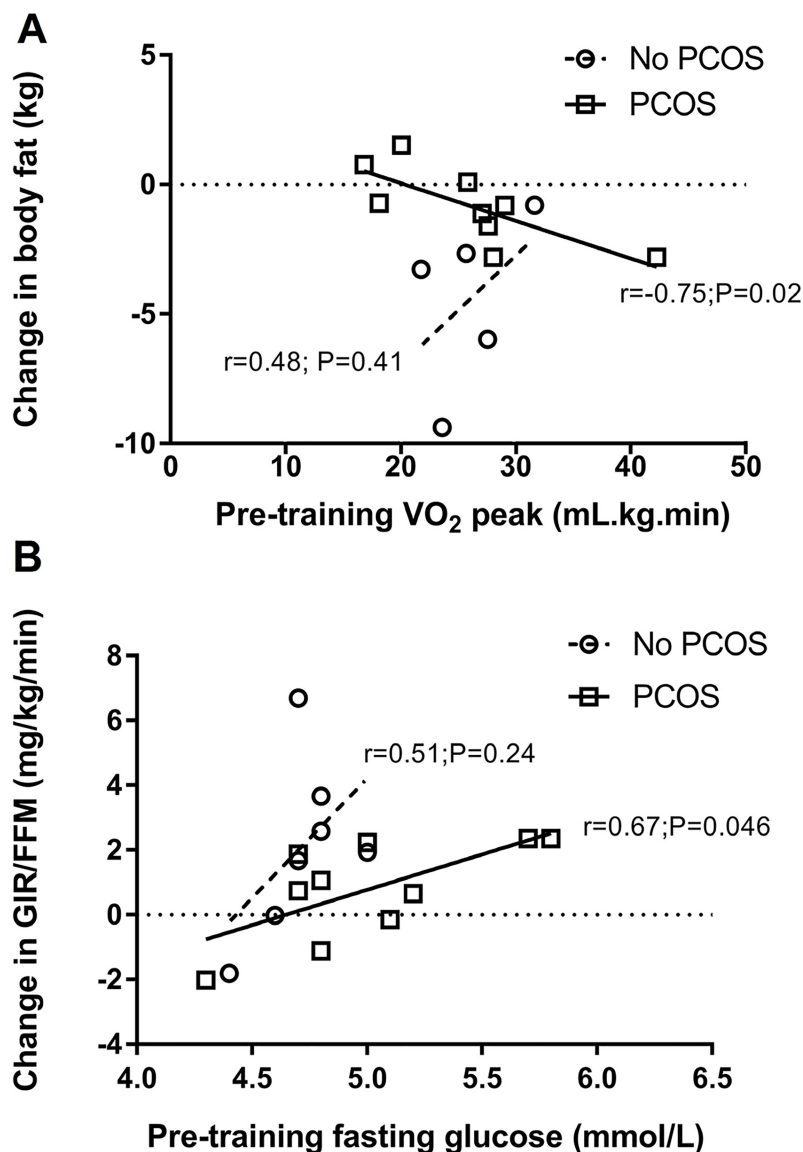 A
Change in body fat (kg)
No PCOS
PCOS
5
0
-5
-10
r=-0.75;P=0.02
r=0.48; P=0.41
0 10 20 30 40 50
Pre-training VO₂ peak (mL.kg.min)
B
Change in GIR/FFM (mg/kg/min)
No PCOS
PCOS
8
6
4
2
0
-2
-4
r=0.51;P=0.24
r=0.67;P=0.046
4.0 4.5 5.0 5.5 6.0 6.5
Pre-training fasting glucose (mmol/L)